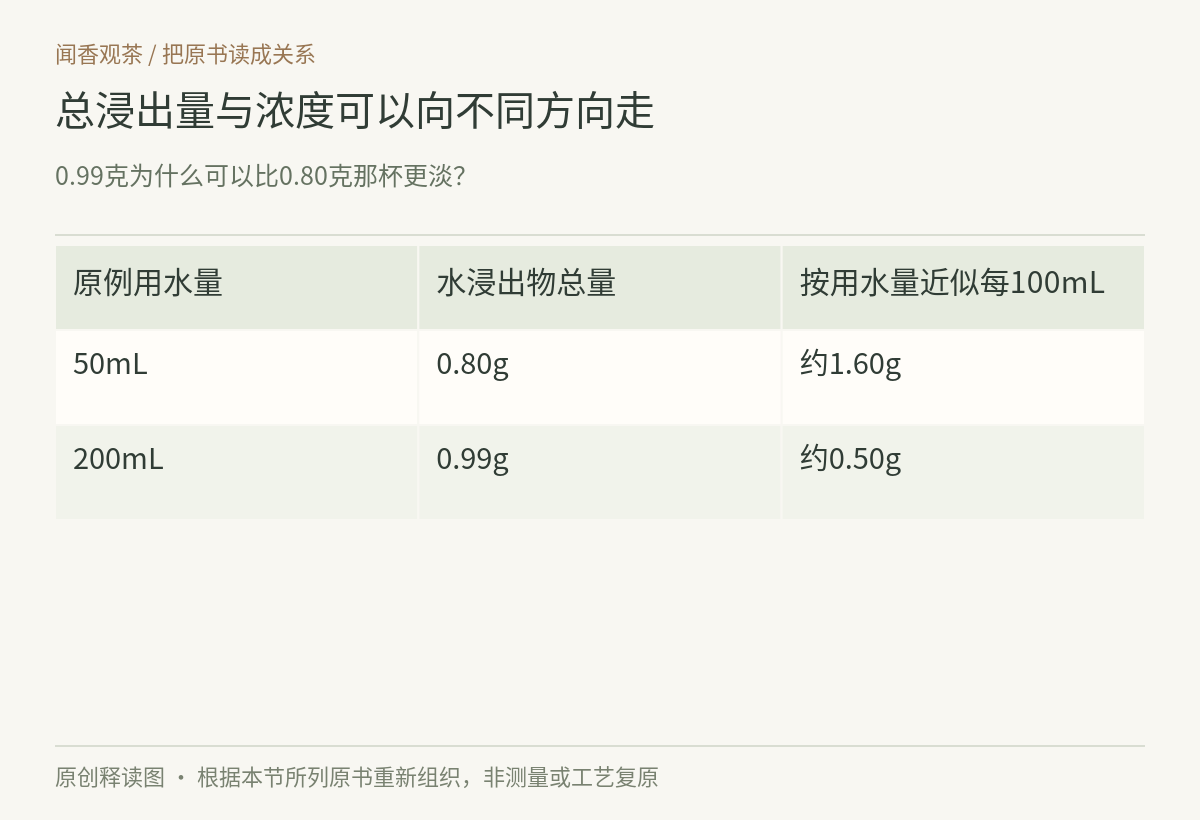 闻香观茶 / 把原书读成关系
总浸出量与浓度可以向不同方向走
0.99克为什么可以比0.80克那杯更淡？
原例用水量 水浸出物总量 按用水量近似每100mL
50mL 0.80g 约1.60g
200mL 0.99g 约0.50g
原创释读图 · 根据本节所列原书重新组织，非测量或工艺复原